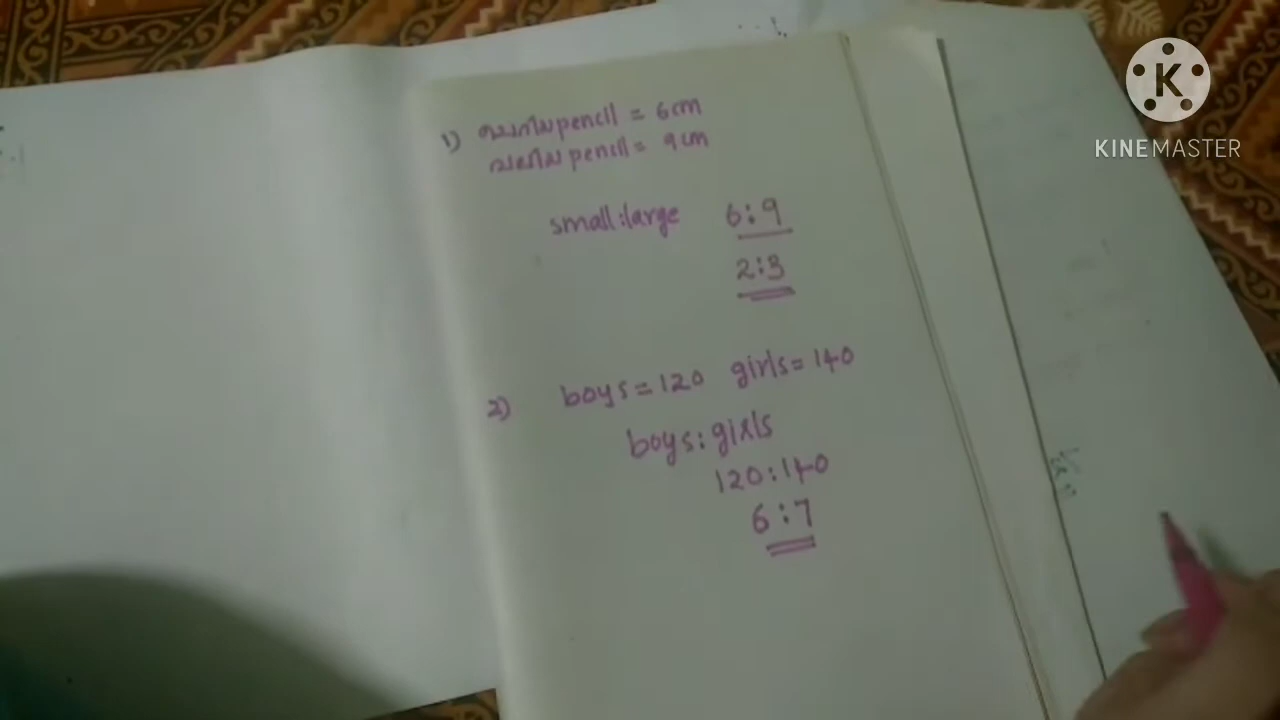 1) ചെറിയ pencil = 6cm
വലിയ pencil = 9cm
small:large 6:9
2:3
2) boys = 120 girls = 140
boys: girls
120:140
6:7
K
KINEMASTER